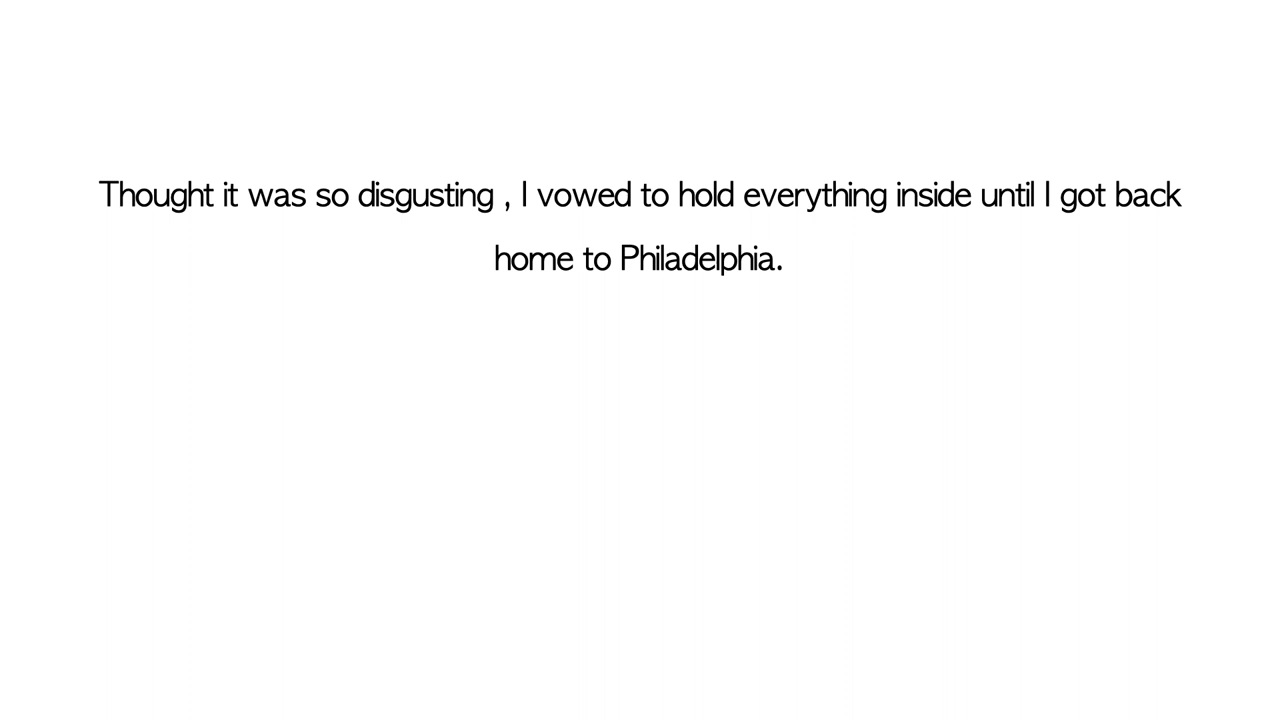 Thought it was so disgusting , I vowed to hold everything inside until I got back
home to Philadelphia.